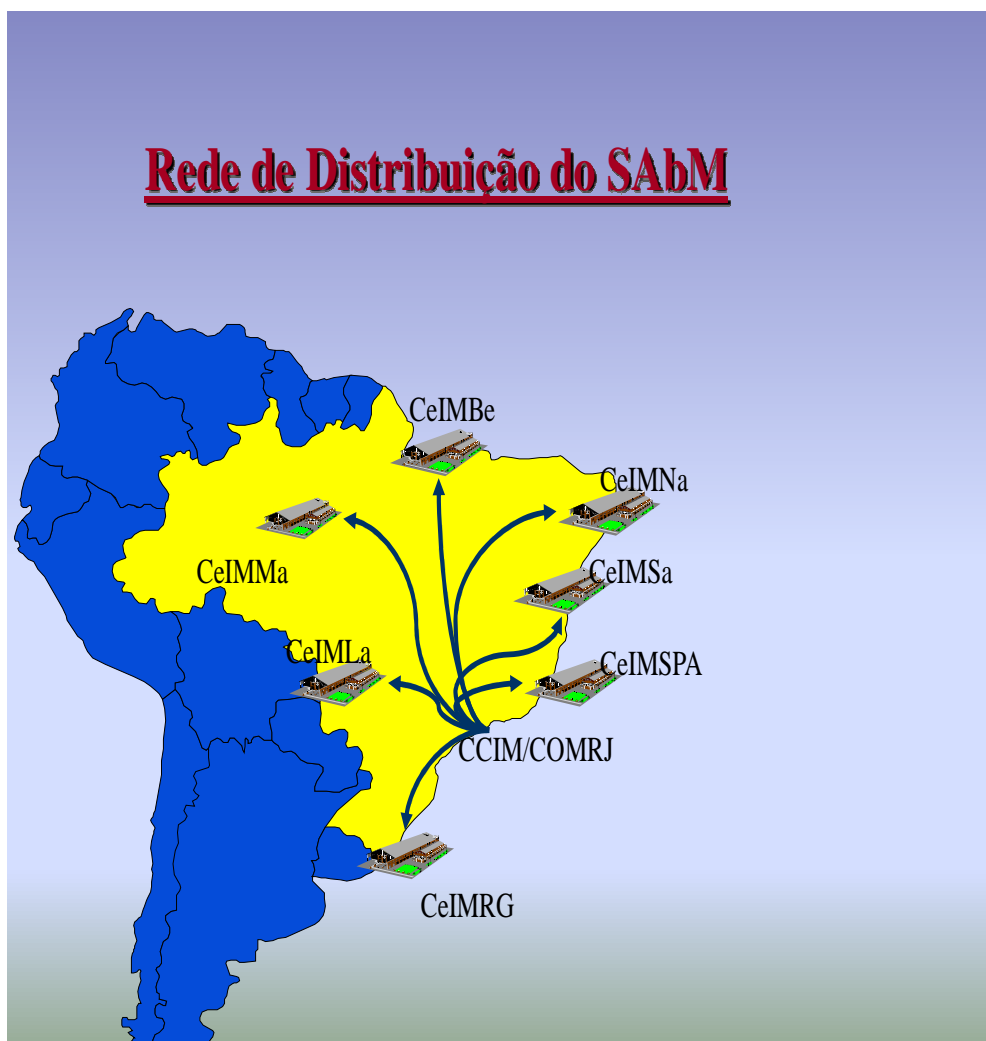 Rede de Distribuição do SAbM
CeIMBe
CeIMNa
CeIMMa
CeIMSa
CeIMLa
CeIMSPA
CCIM/COMRJ
CeIMRG